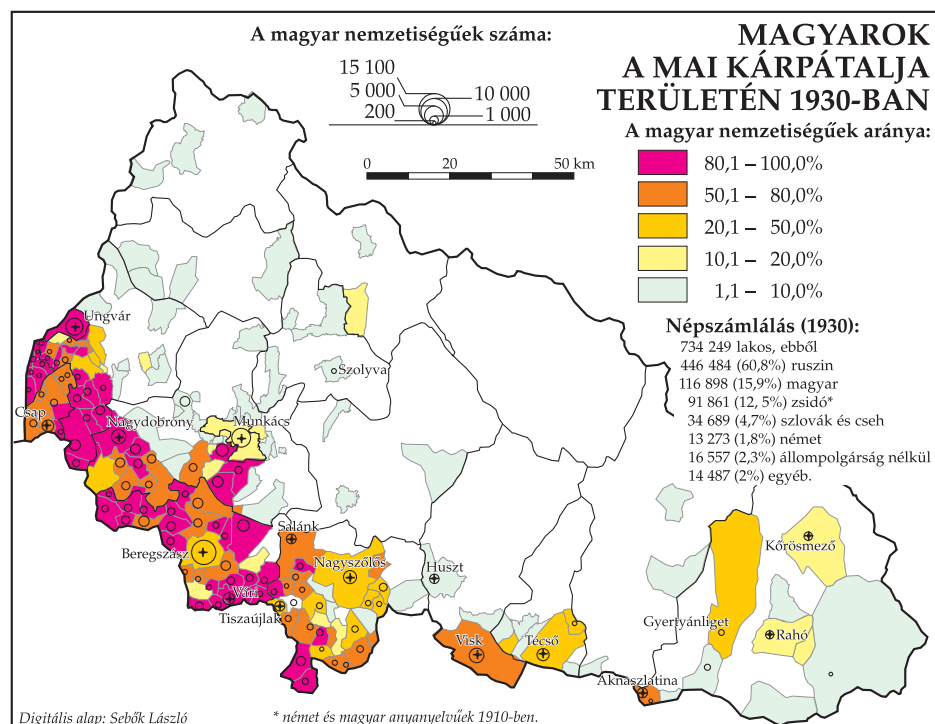 MAGYAROK
A MAI KÁRPÁTALJA
TERÜLETÉN 1930-BAN
A magyar nemzetiségűek száma:
15 100
5 000
10 000
200
1 000
0 20 50 km
A magyar nemzetiségűek aránya:
80,1 – 100,0%
50,1 – 80,0%
20,1 – 50,0%
10,1 – 20,0%
1,1 – 10,0%
Népszámlálás (1930):
734 249 lakos, ebből
446 484 (60,8%) ruszin
116 898 (15,9%) magyar
91 861 (12, 5%) zsidó*
34 689 (4,7%) szlovák és cseh
13 273 (1,8%) német
16 557 (2,3%) állompolgárság nélkül
14 487 (2%) egyéb.
Ungvár
Szolyva
Csap
Nagydobrony
Munkács
Salánk
Kőrösmező
Beregszász
Nagyszőlős
Huszt
Vári
Tiszaújlak
Gyertyánliget
Rahó
Visk
Técső
Aknaszlatina
Digitális alap: Sebők László
* német és magyar anyanyelvűek 1910-ben.